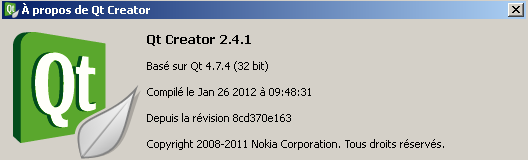 À propos de Qt Creator
Qt
Qt Creator 2.4.1
Basé sur Qt 4.7.4 (32 bit)
Compilé le Jan 26 2012 à 09:48:31
Depuis la révision 8cd370e163
Copyright 2008-2011 Nokia Corporation. Tous droits réservés.